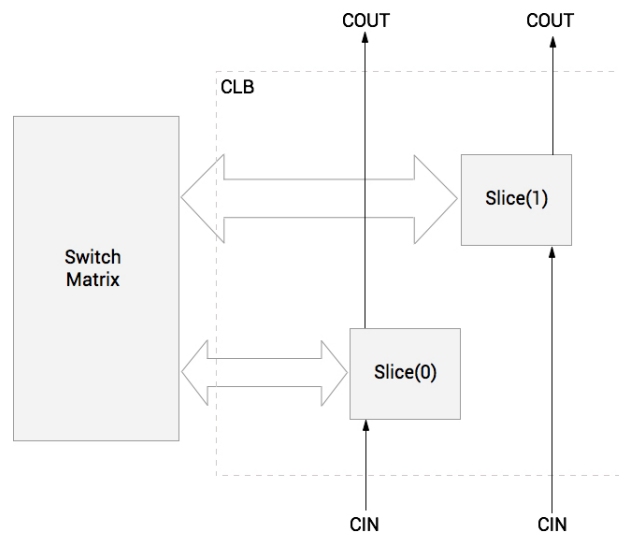 COUT
COUT
CLB
Slice(1)
Switch
Matrix
Slice(0)
CIN
CIN